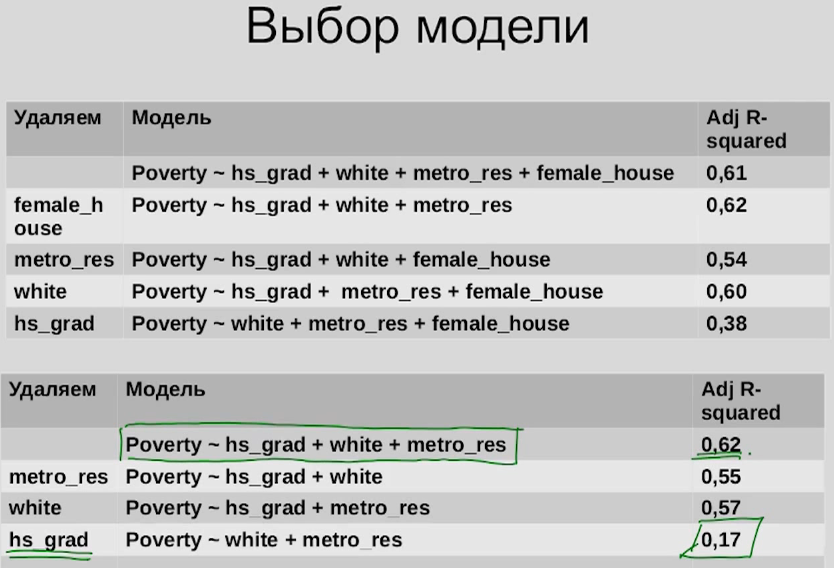 Выбор модели
Удаляем Модель Adj R-
squared
Poverty ~ hs_grad + white + metro_res + female_house 0,61
female_h Poverty ~ hs_grad + white + metro_res 0,62
ouse
metro_res Poverty ~ hs_grad + white + female_house 0,54
white Poverty ~ hs_grad + metro_res + female_house 0,60
hs_grad Poverty ~ white + metro_res + female_house 0,38
Удаляем Модель Adj R-
squared
Poverty ~ hs_grad + white + metro_res 0,62
metro_res Poverty ~ hs_grad + white 0,55
white Poverty ~ hs_grad + metro_res 0,57
hs_grad Poverty ~ white + metro_res 0,17